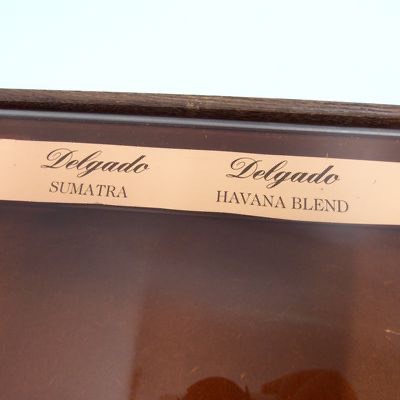 Delgado
SUMATRA
Delgado
HAVANA BLEND